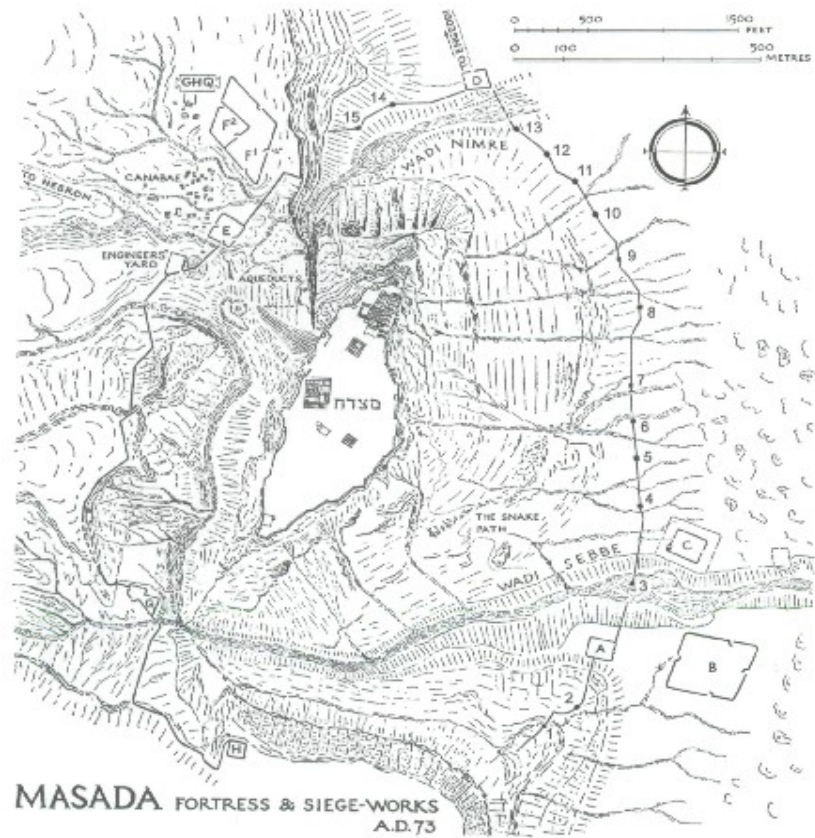 0 500 1500
FEET
0 100 500
METRES
GHQ
F²
F¹
14
15
D
13
WADI NIMRE
12
11
CANABAE
TO HEBRON
10
E
9
ENGINEERS'
YARD
AQUEDUCTS
8
7
מצדה
6
5
4
THE SNAKE
PATH
C
WADI SEBBE
3
G
A
B
2
1
H
MASADA FORTRESS & SIEGE-WORKS
A.D.73